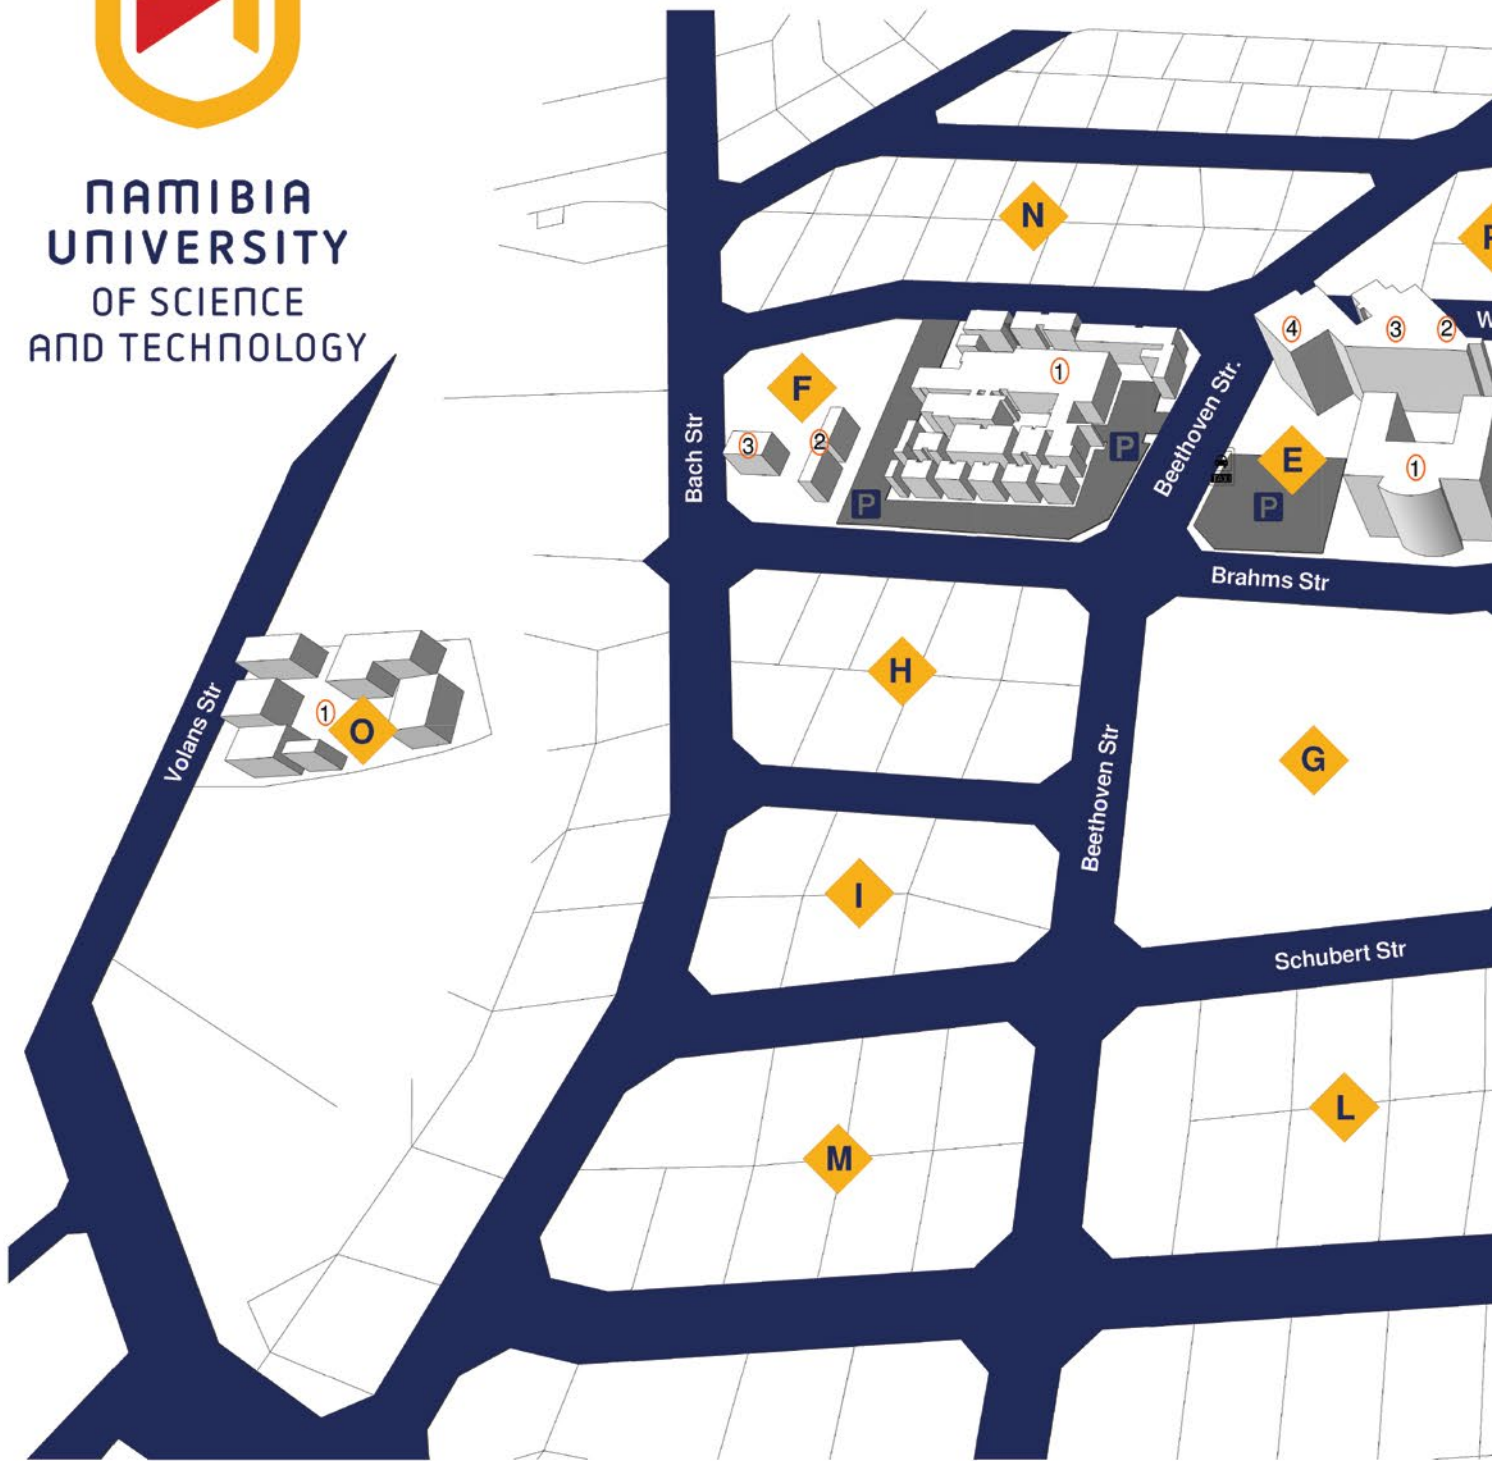 NAMIBIA
UNIVERSITY
OF SCIENCE
AND TECHNOLOGY
N
4
3
2
W
1
F
Beethoven Str.
3
2
Bach Str
P
E
1
P
P
TAXI
Brahms Str
H
Volans Str
1
O
G
Beethoven Str
I
Schubert Str
L
M